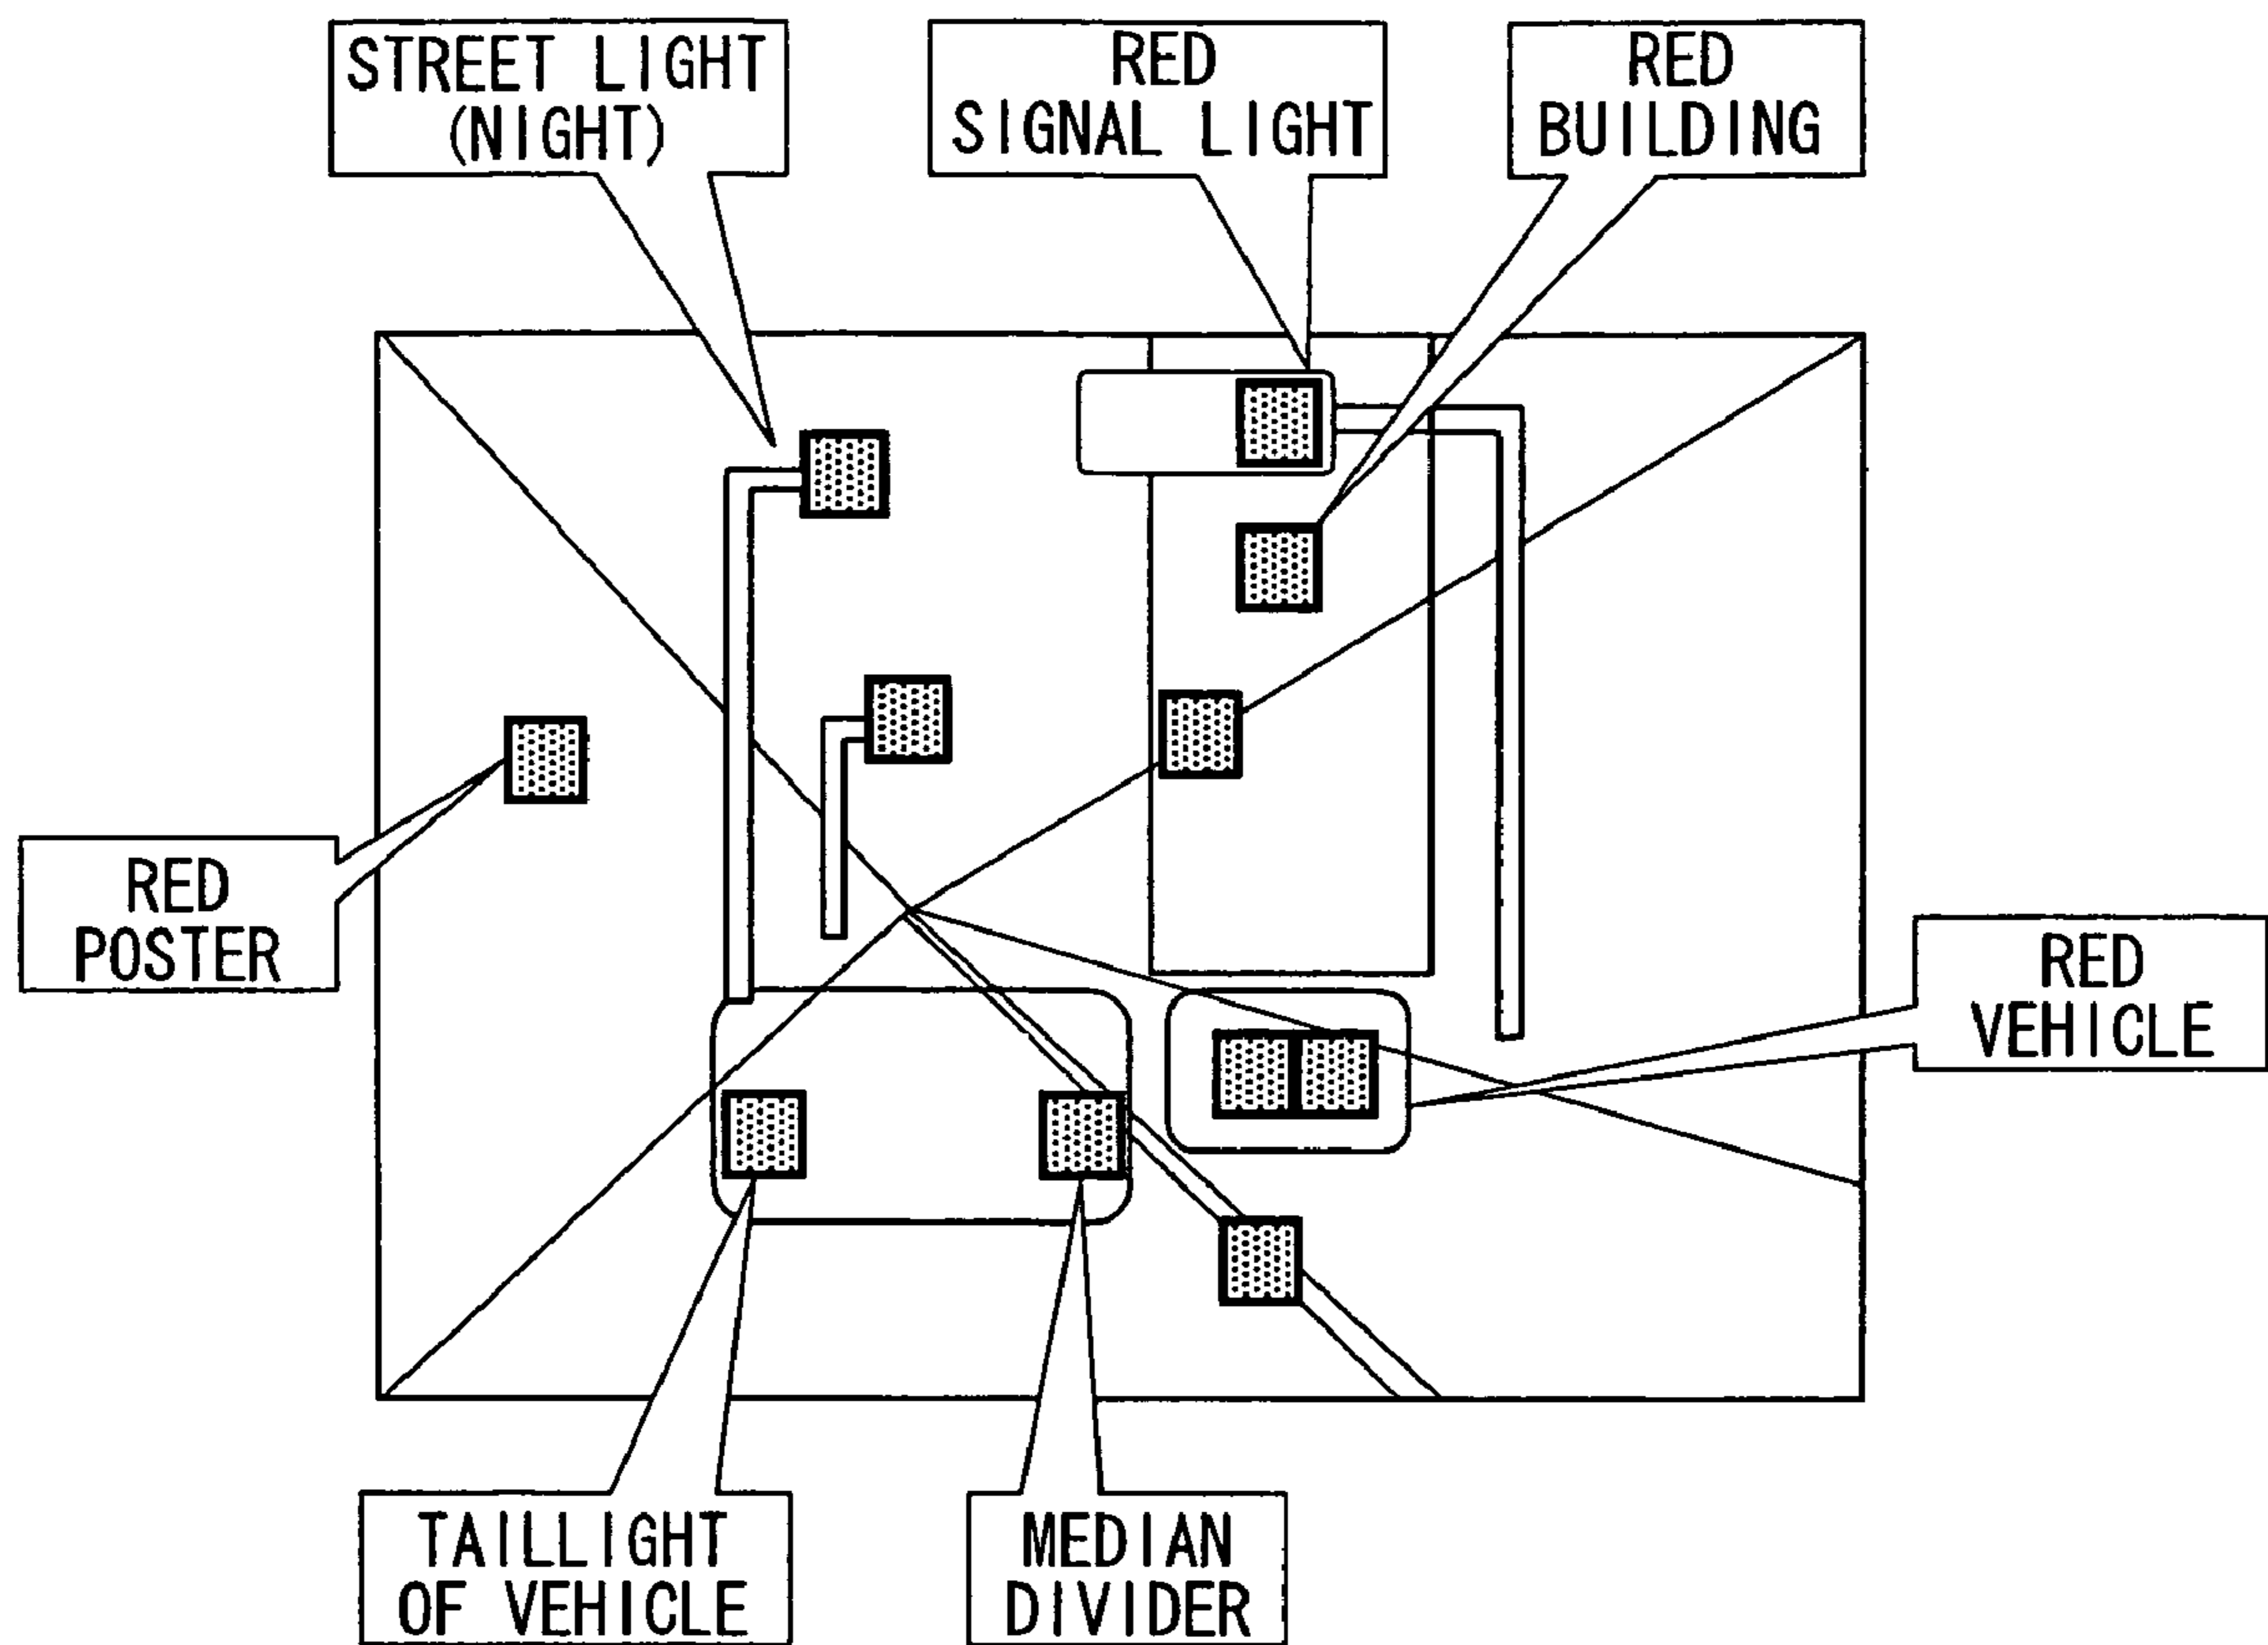 STREET LIGHT
(NIGHT)
RED
SIGNAL LIGHT
RED
BUILDING
RED
POSTER
RED
VEHICLE
TAILLIGHT
OF VEHICLE
MEDIAN
DIVIDER